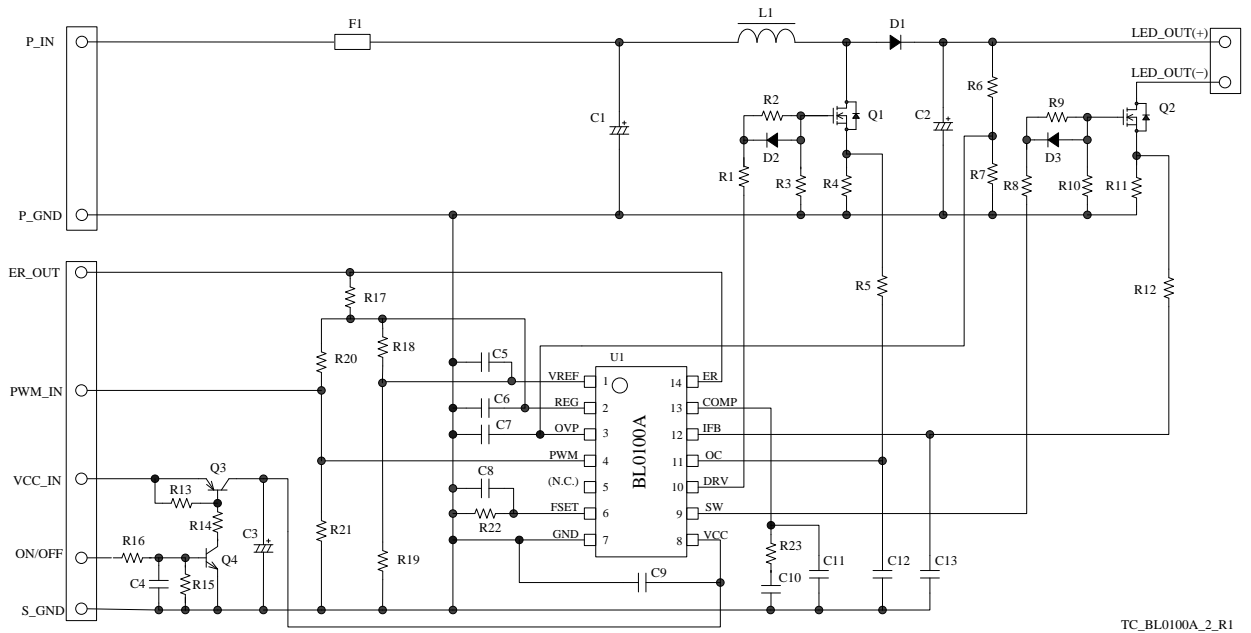 L1
F1
D1
P_IN
LED_OUT(+)
LED_OUT(−)
R6
R2
R9
C1
Q1
C2
Q2
D2
D3
R1
R3
R4
R7
R8
R10
R11
P_GND
ER_OUT
R17
R5
R12
R18
R20
C5
U1
VREF
1
14
ER
PWM_IN
C6
REG
2
13
COMP
C7
OVP
3
12
IFB
BL0100A
PWM
4
11
OC
Q3
C8
VCC_IN
(N.C.)
5
10
DRV
R13
R14
FSET
6
9
SW
R22
R21
C3
R16
GND
7
8
VCC
ON/OFF
R23
Q4
R19
C11
C12
C13
C4
R15
C9
C10
S_GND
TC_BL0100A_2_R1